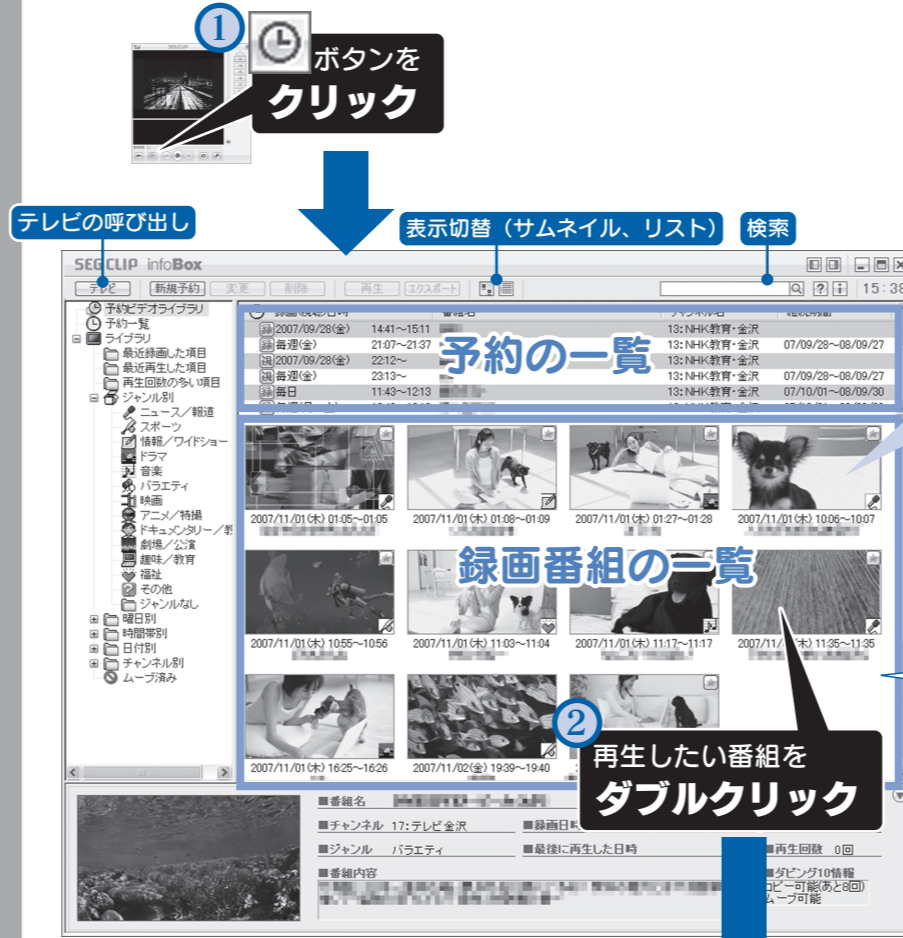 1
ボタンを
クリック
SEG CLIP
テレビの呼び出し
表示切替（サムネイル、リスト）
検索
SEG CLIP infoBox
テレビ 新規予約 変更 削除 再生 エクスポート 15:38
予約ビデオライブラリ
予約一覧
ライブラリ
最近録画した項目
最近再生した項目
再生回数の多い項目
ジャンル別
ニュース／報道
スポーツ
情報／ワイドショー
ドラマ
音楽
バラエティ
映画
アニメ／特撮
ドキュメンタリー／教
劇場／公演
趣味／教育
福祉
その他
ジャンルなし
曜日別
時間帯別
日付別
チャンネル別
ムーブ済み
録 2007/09/28(金) 14:41～15:11 13:NHK教育・金沢
録 毎週(金) 21:07～21:37 13:NHK教育・金沢 07/09/28～08/09/27
視 2007/09/28(金) 22:12～ 13:NHK教育・金沢
視 毎週(金) 23:13～ 13:NHK教育・金沢 07/09/28～08/09/27
録 毎日 11:43～12:13 13:NHK教育・金沢 07/10/01～08/09/30
予約の一覧
2007/11/01(木) 01:05～01:05
2007/11/01(木) 01:08～01:09
2007/11/01(木) 01:27～01:28
2007/11/01(木) 10:06～10:07
録画番組の一覧
2007/11/01(木) 10:55～10:56
2007/11/01(木) 11:03～11:04
2007/11/01(木) 11:17～11:17
2007/11/ 木) 11:35～11:35
2007/11/01(木) 16:25～16:26
2007/11/02(金) 19:39～19:40
2
再生したい番組を
ダブルクリック
■番組名
■チャンネル 17:テレビ金沢
■録画日
■ジャンル バラエティ
■最後に再生した日時
■再生回数 0回
■番組内容
■ダビング10情報
コピー可能(あと8回)
ムーブ可能